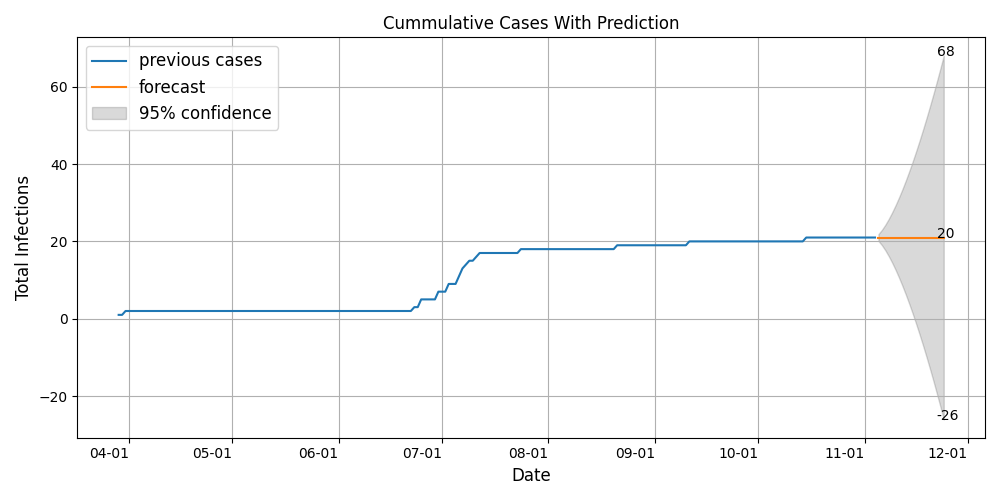 Cummulative Cases With Prediction
previous cases
forecast
95% confidence
68
20
-26
60
40
20
0
−20
Total Infections
04-01 05-01 06-01 07-01 08-01 09-01 10-01 11-01 12-01
Date